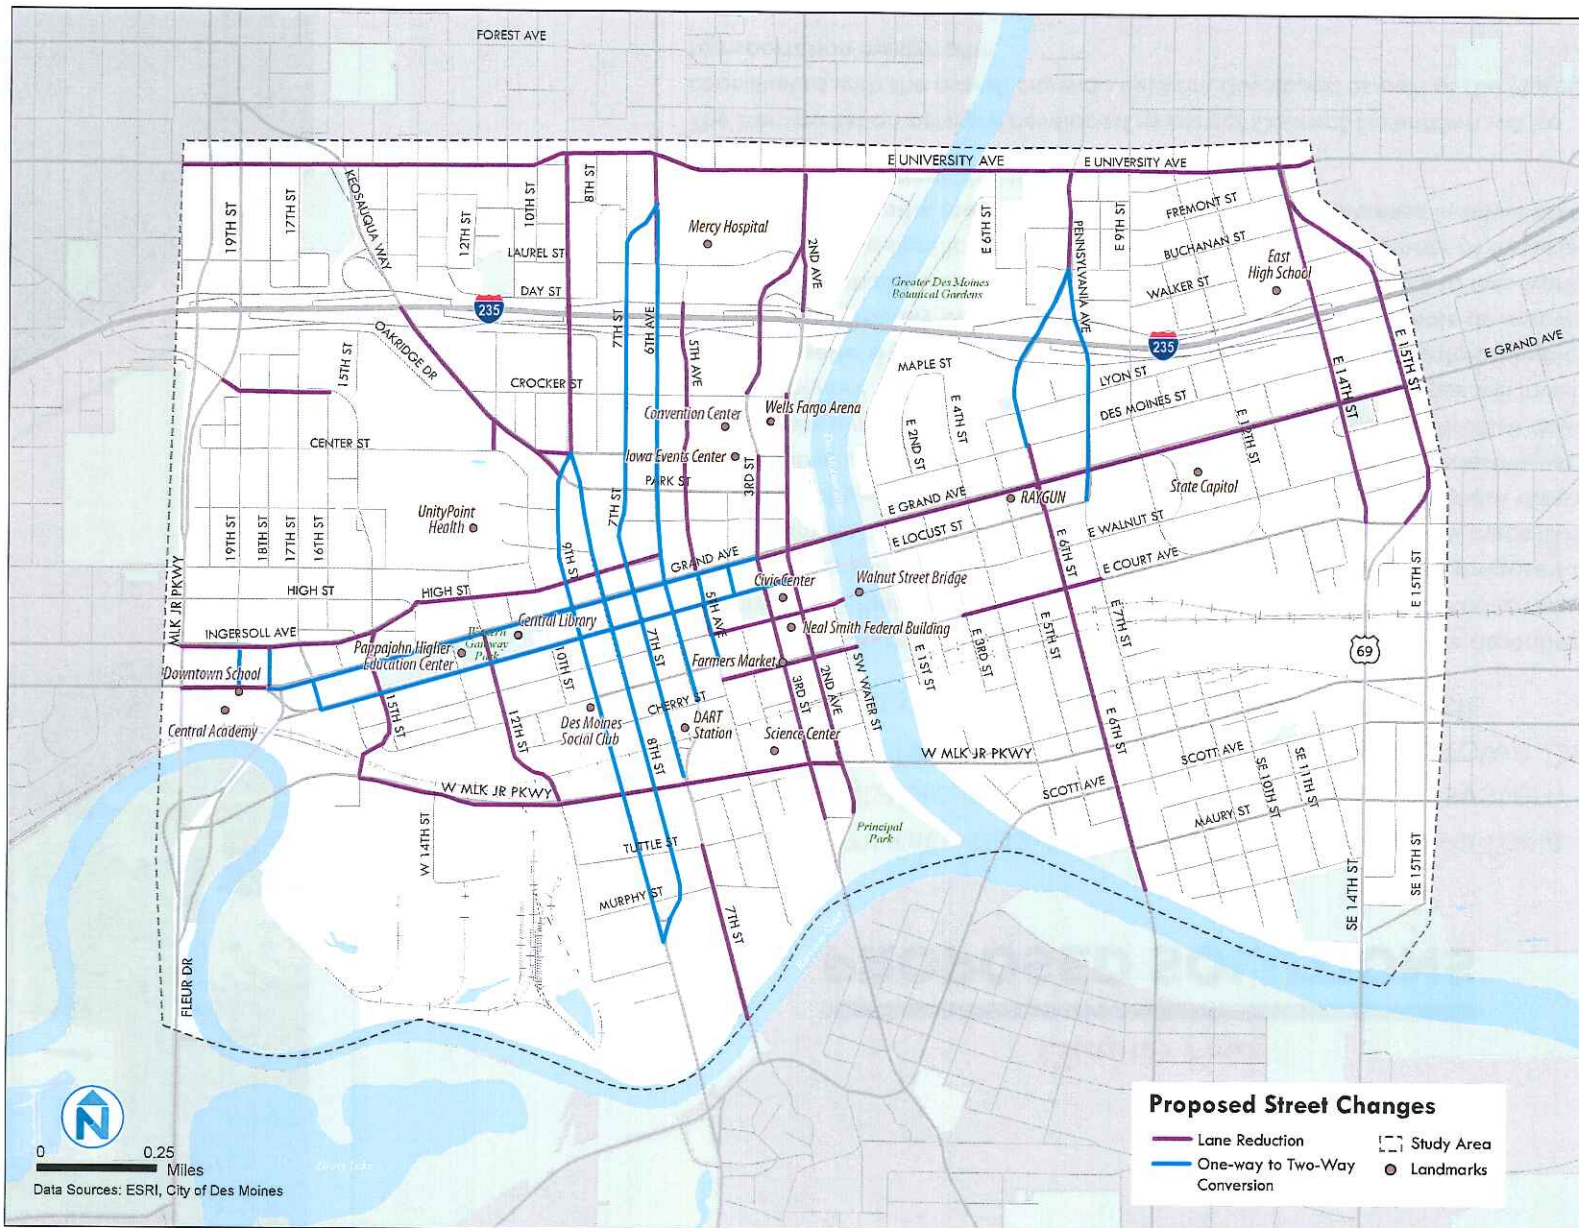 FOREST AVE
E UNIVERSITY AVE
E UNIVERSITY AVE
19TH ST
17TH ST
KEOSAUQUA WAY
12TH ST
10TH ST
8TH ST
LAUREL ST
DAY ST
235
Mercy Hospital
2ND AVE
E 6TH ST
PENNSYLVANIA AVE
E 9TH ST
FREMONT ST
BUCHANAN ST
WALKER ST
East
High School
Greater Des Moines
Botanical Gardens
235
OAKRIDGE DR
15TH ST
7TH ST
6TH AVE
5TH AVE
CROCKER ST
MAPLE ST
LYON ST
DES MOINES ST
E 14TH ST
E 15TH ST
E GRAND AVE
Convention Center
Wells Fargo Arena
E 2ND ST
E 4TH ST
E 12TH ST
CENTER ST
Iowa Events Center
PARK ST
3RD ST
7TH ST
E GRAND AVE
RAYGUN
State Capitol
UnityPoint
Health
E LOCUST ST
E WALNUT ST
E 6TH ST
E COURT AVE
19TH ST
18TH ST
17TH ST
16TH ST
9TH ST
GRAND AVE
MLK JR PKWY
HIGH ST
HIGH ST
Civic Center
Walnut Street Bridge
E 15TH ST
5TH AVE
INGERSOLL AVE
Central Library
Western
Gateway
Park
Pappajohn Higher
Education Center
7TH ST
Neal Smith Federal Building
E 1ST ST
E 3RD ST
E 5TH ST
E 7TH ST
69
Downtown School
10TH ST
Farmers Market
SW WATER ST
2ND AVE
3RD ST
CHERRY ST
15TH ST
12TH ST
Central Academy
Des Moines
Social Club
8TH ST
DART
Station
Science Center
E 6TH ST
W MLK JR PKWY
W MLK JR PKWY
SCOTT AVE
SCOTT AVE
SE 10TH ST
SE 11TH ST
MAURY ST
W 14TH ST
TUTTLE ST
Principal
Park
MURPHY ST
7TH ST
SE 14TH ST
SE 15TH ST
FLEUR DR
N
0 0.25
Miles
Data Sources: ESRI, City of Des Moines
Proposed Street Changes
Lane Reduction
One-way to Two-Way
Conversion
Study Area
Landmarks